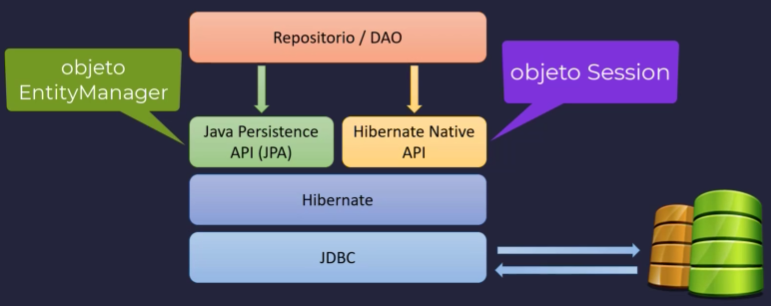 Repositorio / DAO
objeto
EntityManager
objeto Session
Java Persistence
API (JPA)
Hibernate Native
API
Hibernate
JDBC